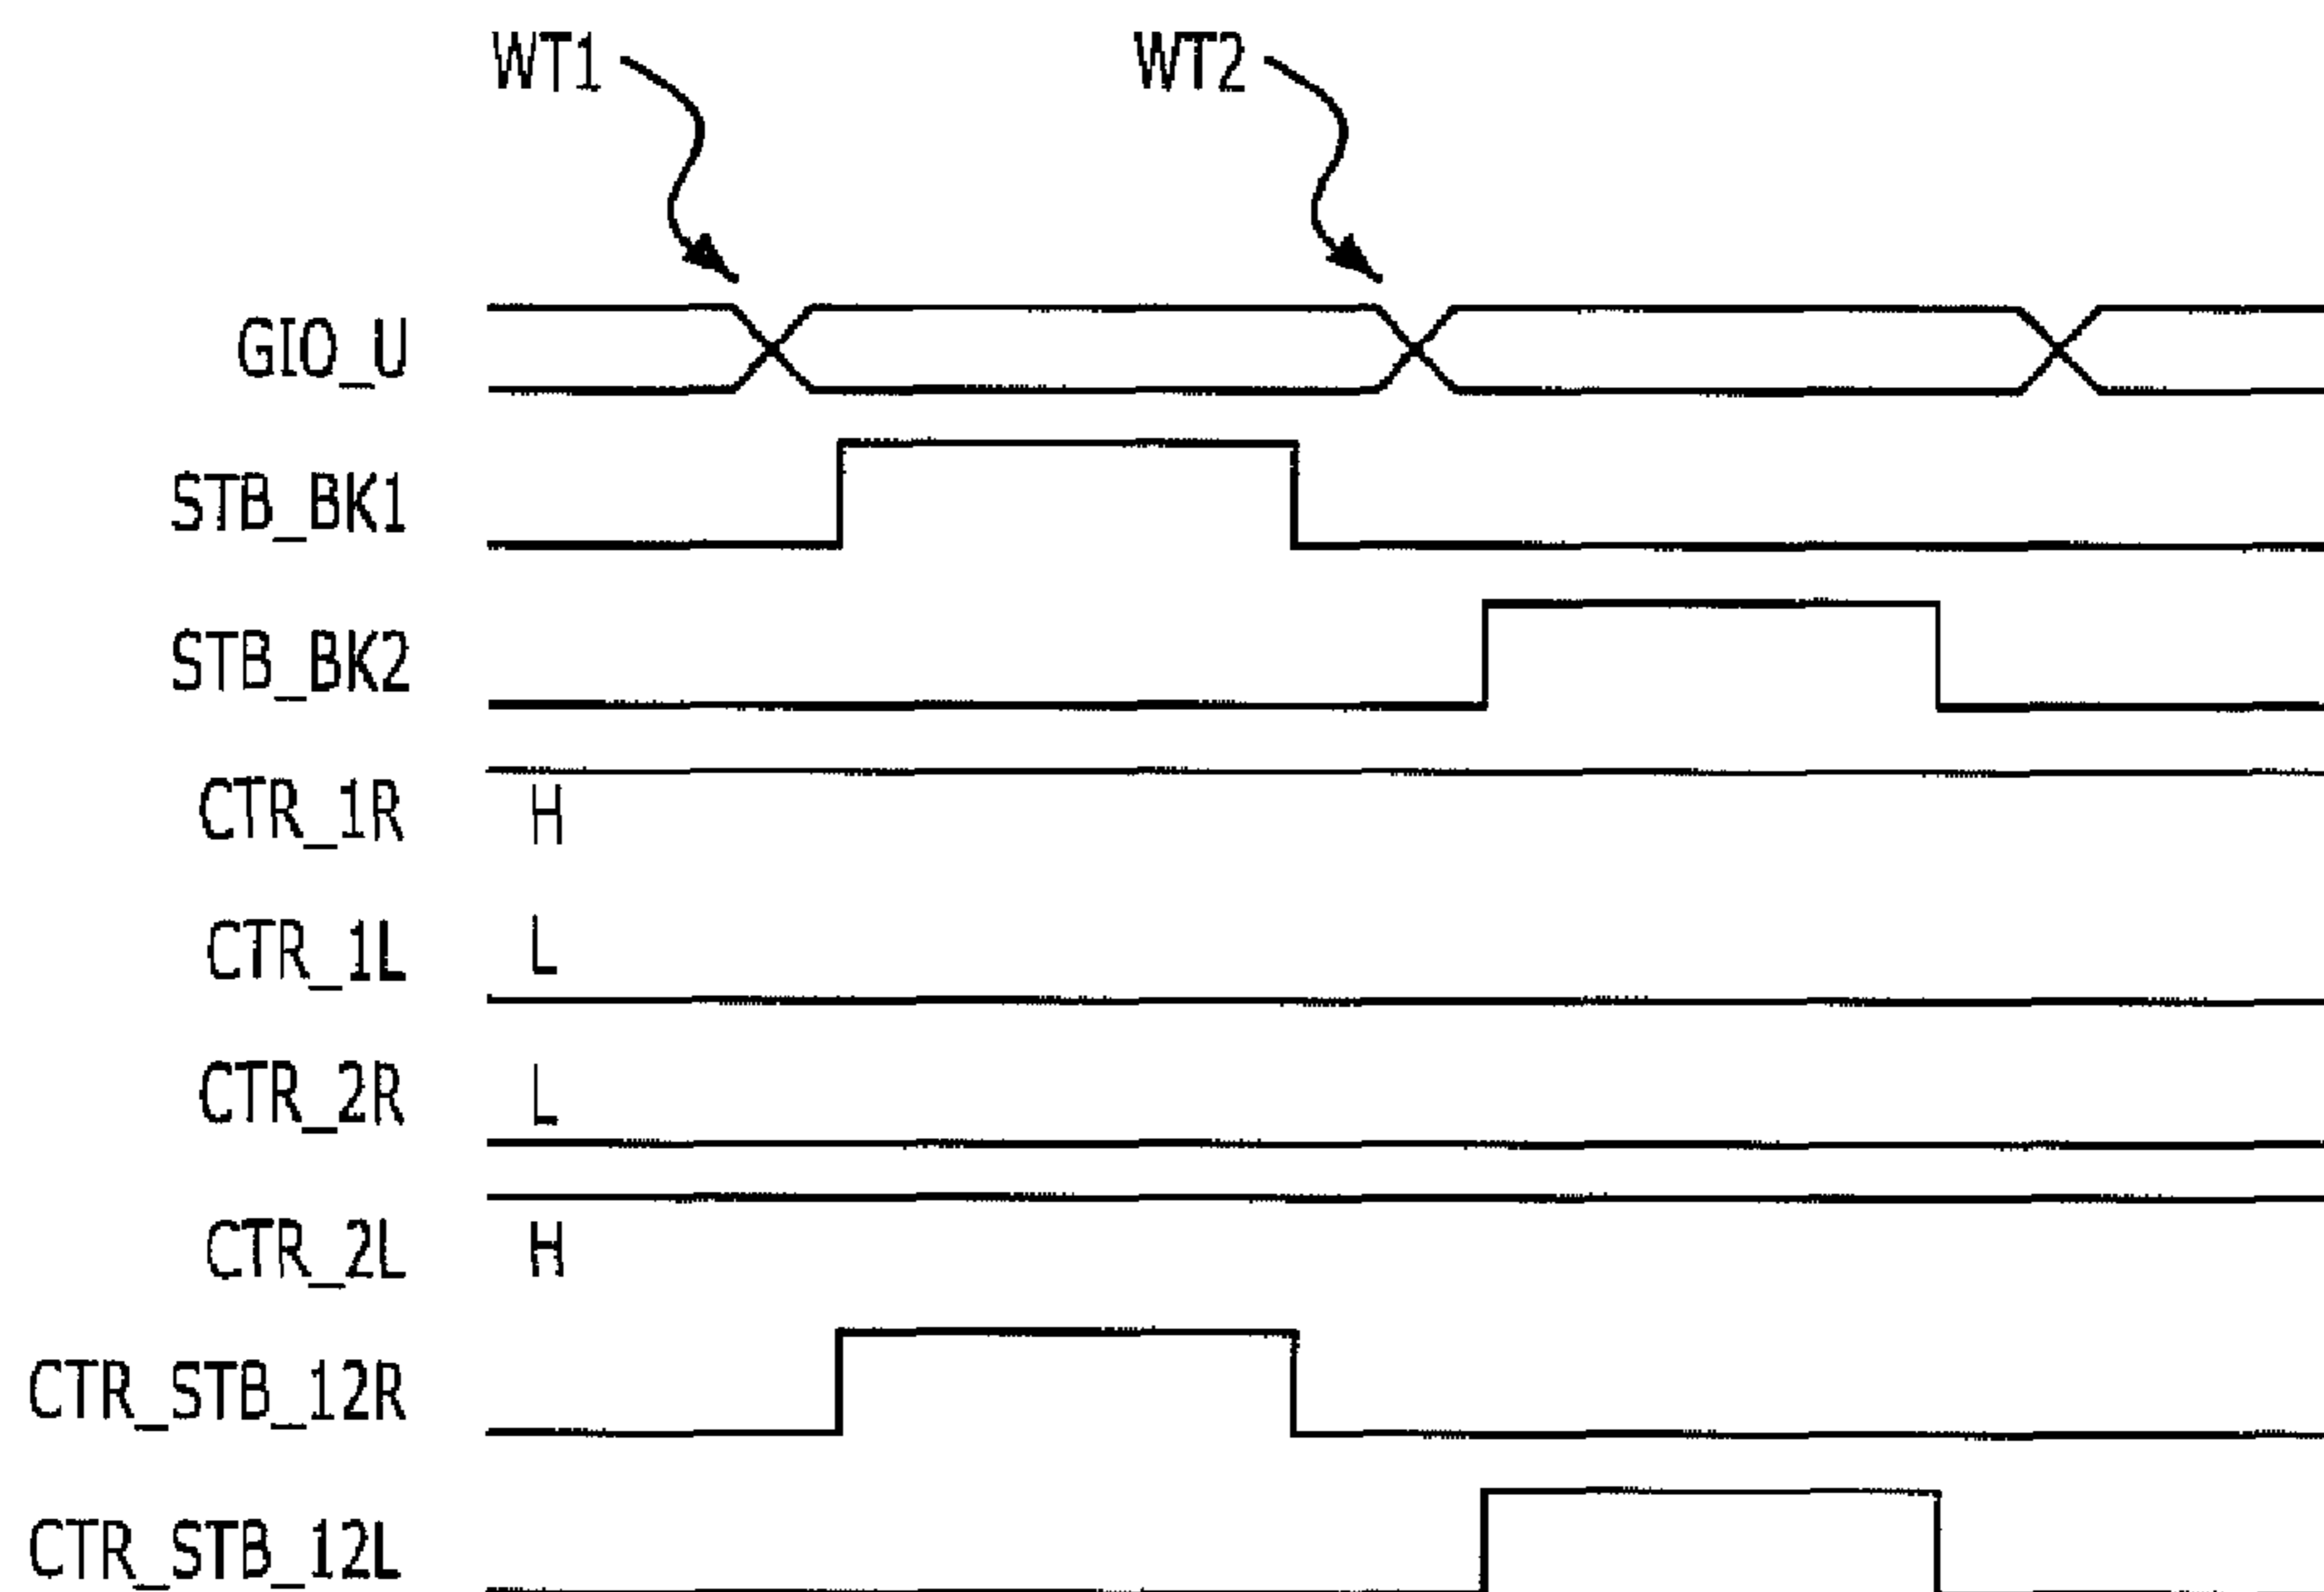 WT1 WT2
GIO_U
STB_BK1
STB_BK2
CTR_1R H
CTR_1L L
CTR_2R L
CTR_2L H
CTR_STB_12R
CTR_STB_12L